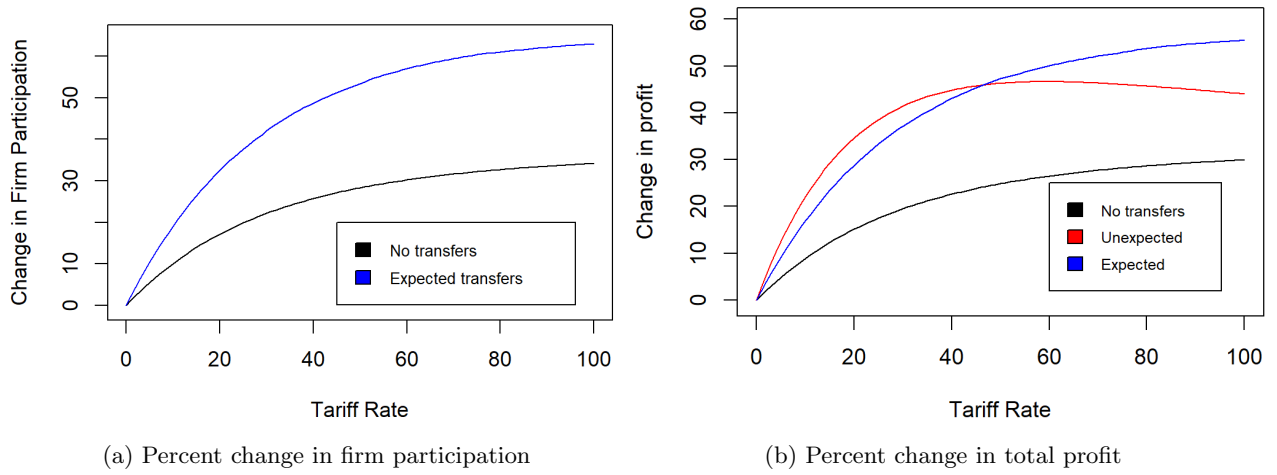 Change in Firm Participation
50
30
10
0
No transfers
Expected transfers
0 20 40 60 80 100
Tariff Rate
(a) Percent change in firm participation
Change in profit
60
50
40
30
20
10
0
No transfers
Unexpected
Expected
0 20 40 60 80 100
Tariff Rate
(b) Percent change in total profit